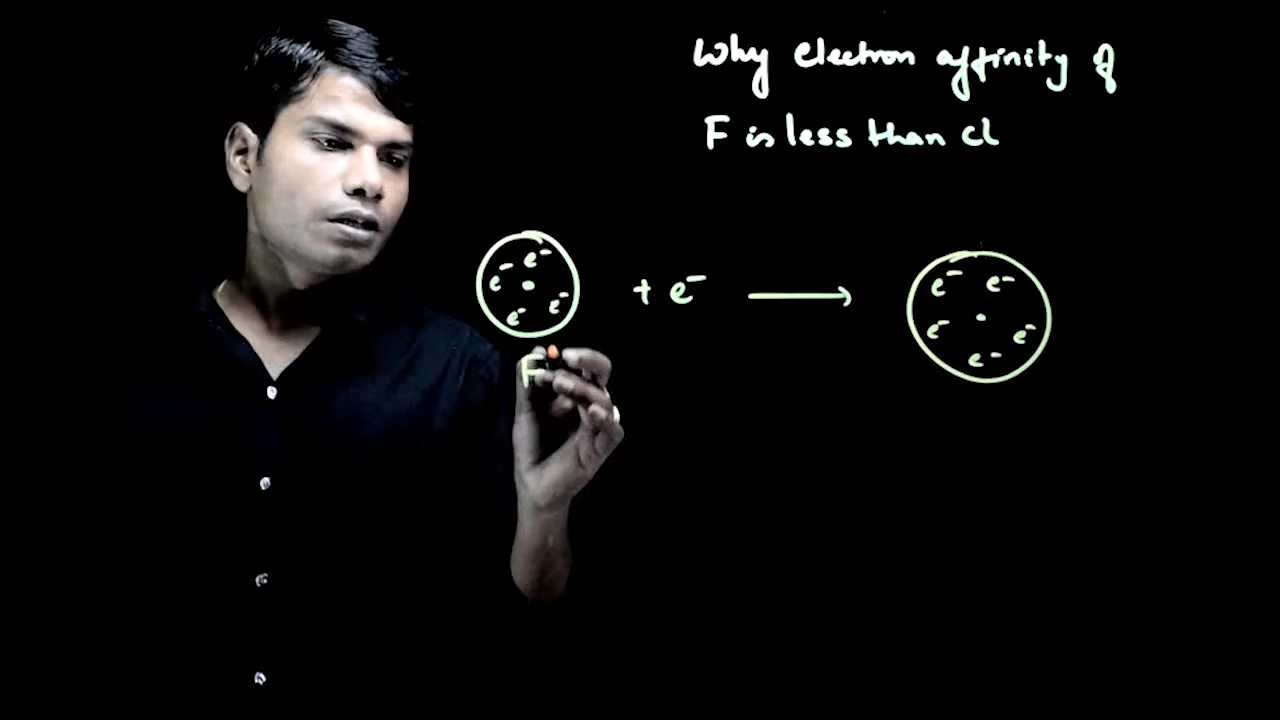 Why electron affinity of
F is less than Cl
e⁻ e⁻ e⁻ e⁻ + e⁻ ⟶ e⁻ e⁻ e⁻ e⁻ e⁻
F